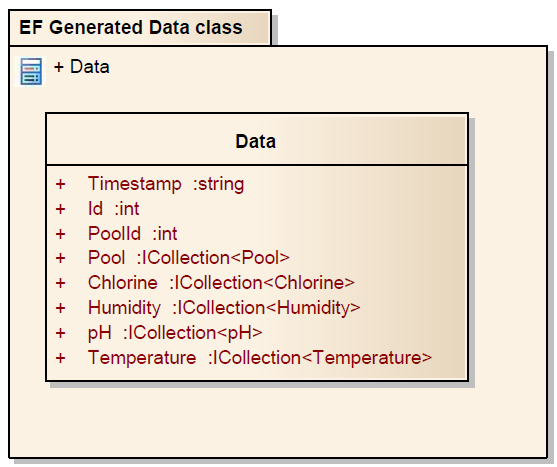 EF Generated Data class
+ Data
Data
+ Timestamp :string
+ Id :int
+ PoolId :int
+ Pool :ICollection<Pool>
+ Chlorine :ICollection<Chlorine>
+ Humidity :ICollection<Humidity>
+ pH :ICollection<pH>
+ Temperature :ICollection<Temperature>